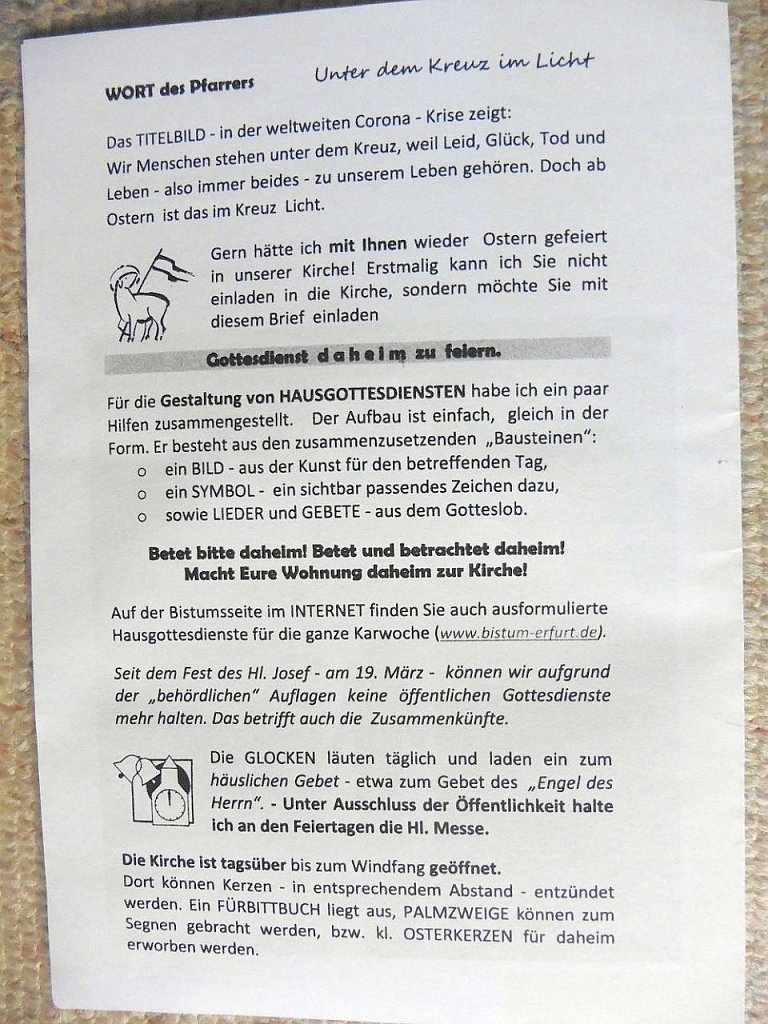 WORT des Pfarrers Unter dem Kreuz im Licht
Das TITELBILD - in der weltweiten Corona - Krise zeigt:
Wir Menschen stehen unter dem Kreuz, weil Leid, Glück, Tod und
Leben - also immer beides - zu unserem Leben gehören. Doch ab
Ostern ist das im Kreuz Licht.
Gern hätte ich mit Ihnen wieder Ostern gefeiert
in unserer Kirche! Erstmalig kann ich Sie nicht
einladen in die Kirche, sondern möchte Sie mit
diesem Brief einladen
Gottesdienst d a h e i m zu feiern.
Für die Gestaltung von HAUSGOTTESDIENSTEN habe ich ein paar
Hilfen zusammengestellt. Der Aufbau ist einfach, gleich in der
Form. Er besteht aus den zusammenzusetzenden „Bausteinen“:
o ein BILD - aus der Kunst für den betreffenden Tag,
o ein SYMBOL - ein sichtbar passendes Zeichen dazu,
o sowie LIEDER und GEBETE - aus dem Gotteslob.
Betet bitte daheim! Betet und betrachtet daheim!
Macht Eure Wohnung daheim zur Kirche!
Auf der Bistumsseite im INTERNET finden Sie auch ausformulierte
Hausgottesdienste für die ganze Karwoche (www.bistum-erfurt.de).
Seit dem Fest des Hl. Josef - am 19. März - können wir aufgrund
der „behördlichen“ Auflagen keine öffentlichen Gottesdienste
mehr halten. Das betrifft auch die Zusammenkünfte.
Die GLOCKEN läuten täglich und laden ein zum
häuslichen Gebet - etwa zum Gebet des „Engel des
Herrn“. - Unter Ausschluss der Öffentlichkeit halte
ich an den Feiertagen die Hl. Messe.
Die Kirche ist tagsüber bis zum Windfang geöffnet.
Dort können Kerzen - in entsprechendem Abstand - entzündet
werden. Ein FÜRBITTBUCH liegt aus, PALMZWEIGE können zum
Segnen gebracht werden, bzw. kl. OSTERKERZEN für daheim
erworben werden.